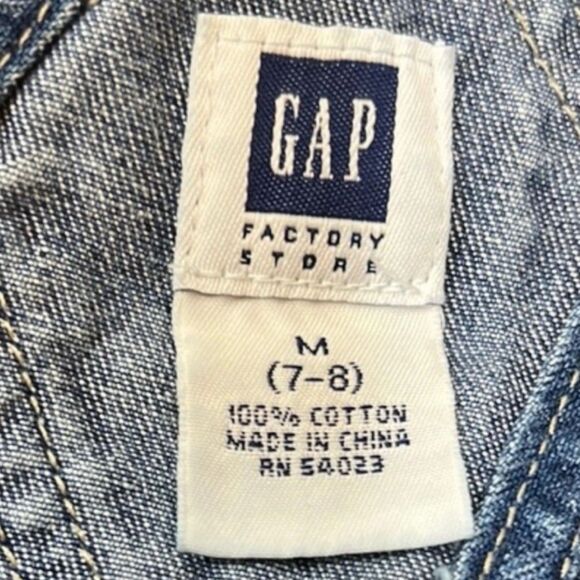 GAP
FACTORY
STORE
M
(7-8)
100% COTTON
MADE IN CHINA
RN 54023